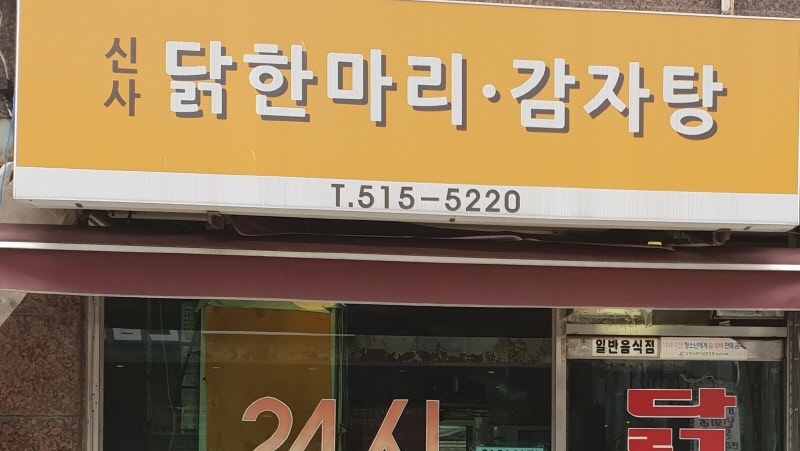 신사 닭한마리·감자탕
T.515-5220
일반음식점
24시
닭